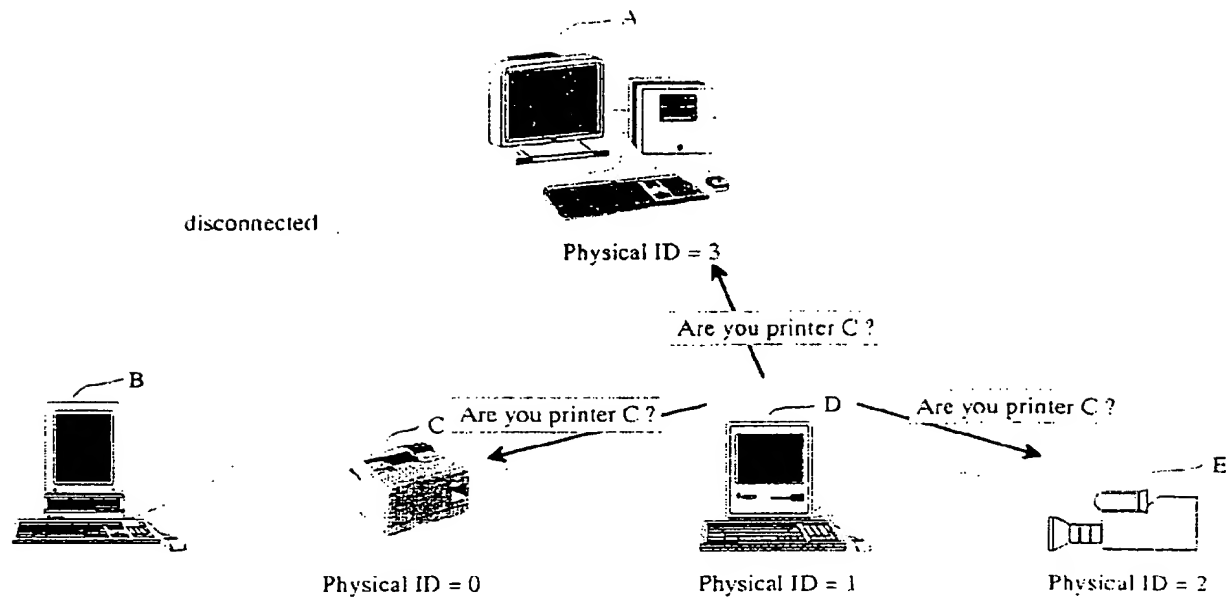 A
disconnected
Physical ID = 3
Are you printer C ?
B
C
Are you printer C ?
D
Are you printer C ?
E
Physical ID = 0
Physical ID = 1
Physical ID = 2